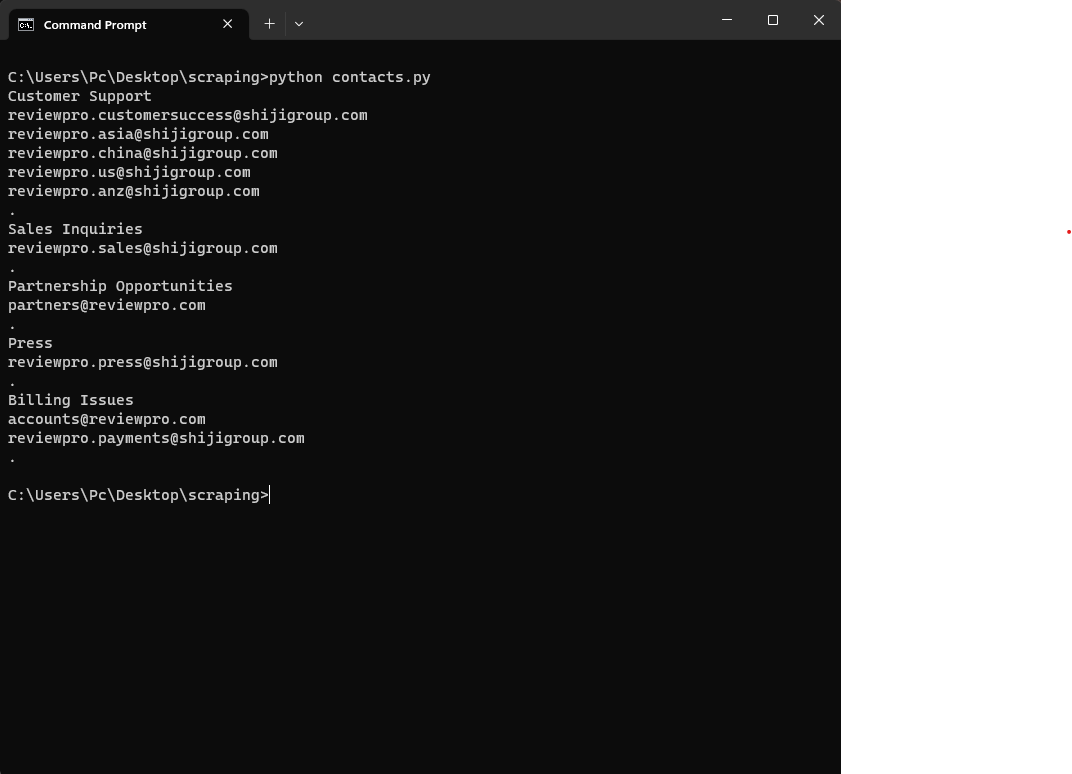 Command Prompt
C:\Users\Pc\Desktop\scraping>python contacts.py
Customer Support
reviewpro.customersuccess@shijigroup.com
reviewpro.asia@shijigroup.com
reviewpro.china@shijigroup.com
reviewpro.us@shijigroup.com
reviewpro.anz@shijigroup.com
.
Sales Inquiries
reviewpro.sales@shijigroup.com
.
Partnership Opportunities
partners@reviewpro.com
.
Press
reviewpro.press@shijigroup.com
.
Billing Issues
accounts@reviewpro.com
reviewpro.payments@shijigroup.com
.
C:\Users\Pc\Desktop\scraping>